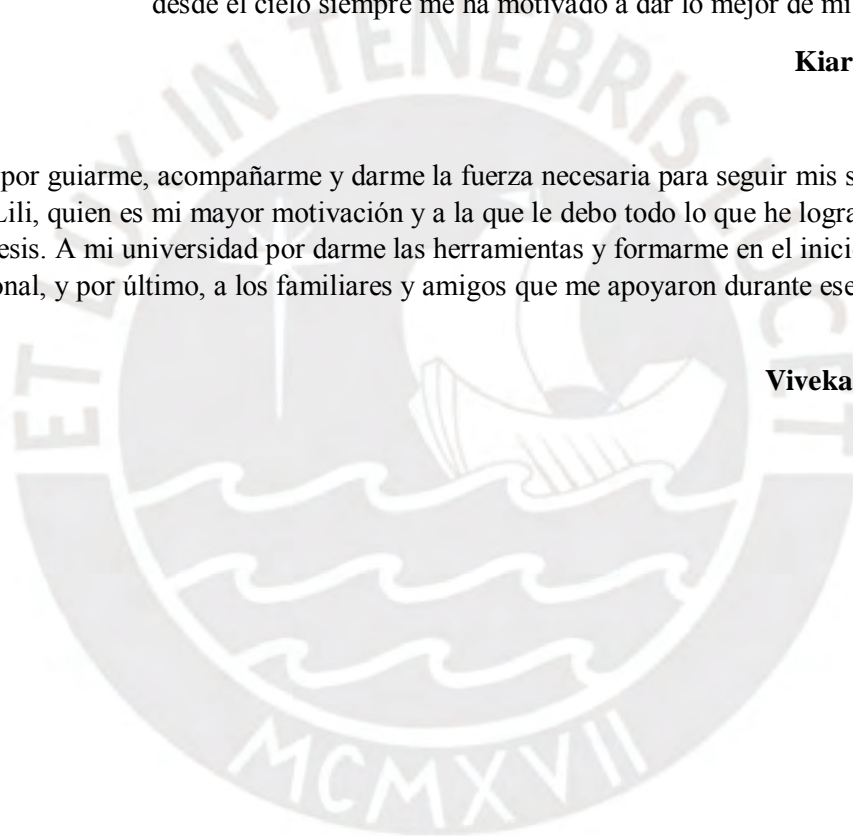 desde el cielo siempre me ha motivado a dar lo mejor de mi
Kiar
por guiarme, acompañarme y darme la fuerza necesaria para seguir mis s
Lili, quien es mi mayor motivación y a la que le debo todo lo que he logra
esis. A mi universidad por darme las herramientas y formarme en el inici
onal, y por último, a los familiares y amigos que me apoyaron durante ese
Viveka
ET LUX IN TENEBRIS LUCET
MCMXVII